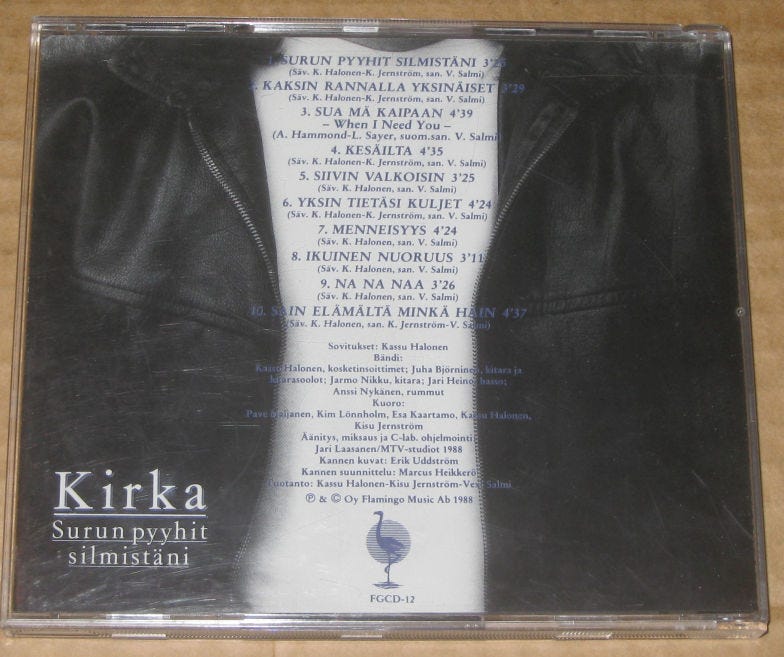 1. SURUN PYYHIT SILMISTÄNI 3'25
(Säv. K. Halonen-K. Jernström, san. V. Salmi)
2. KAKSIN RANNALLA YKSINÄISET 3'29
(Säv. K. Halonen-K. Jernström, san. V. Salmi)
3. SUA MÄ KAIPAAN 4'39
– When I Need You –
(A. Hammond-L. Sayer, suom.san. V. Salmi)
4. KESÄILTA 4'35
(Säv. K. Halonen-K. Jernström, san. V. Salmi)
5. SIIVIN VALKOISIN 3'25
(Säv. K. Halonen, san. V. Salmi)
6. YKSIN TIETÄSI KULJET 4'24
(Säv. K. Halonen-K. Jernström, san. V. Salmi)
7. MENNEISYYS 4'24
(Säv. K. Halonen, san. V. Salmi)
8. IKUINEN NUORUUS 3'11
(Säv. K. Halonen, san. V. Salmi)
9. NA NA NAA 3'26
(Säv. K. Halonen, san. V. Salmi)
10. SAIN ELÄMÄLTÄ MINKÄ HAIN 4'37
(Säv. K. Halonen, san. K. Jernström-V. Salmi)
Sovitukset: Kassu Halonen
Bändi:
Kassu Halonen, kosketinsoittimet; Juha Björninen, kitara ja
kitarasoolot; Jarmo Nikku, kitara; Jari Heino, basso;
Anssi Nykänen, rummut
Kuoro:
Pave Maijanen, Kim Lönnholm, Esa Kaartamo, Kassu Halonen,
Kisu Jernström
Äänitys, miksaus ja C-lab. ohjelmointi:
Jari Laasanen/MTV-studiot 1988
Kannen kuvat: Erik Uddström
Kannen suunnittelu: Marcus Heikkerö
Tuotanto: Kassu Halonen-Kisu Jernström-Vexi Salmi
℗ & © Oy Flamingo Music Ab 1988
FGCD-12
Kirka
Surun pyyhit
silmistäni